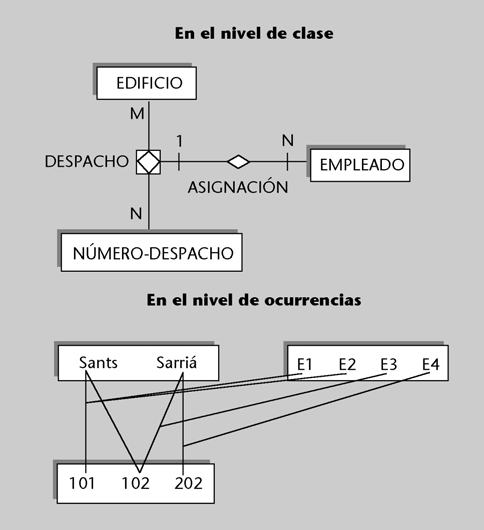 En el nivel de clase
EDIFICIO
M
1
N
DESPACHO
EMPLEADO
ASIGNACIÓN
N
NÚMERO-DESPACHO
En el nivel de ocurrencias
Sants Sarriá
E1 E2 E3 E4
101 102 202